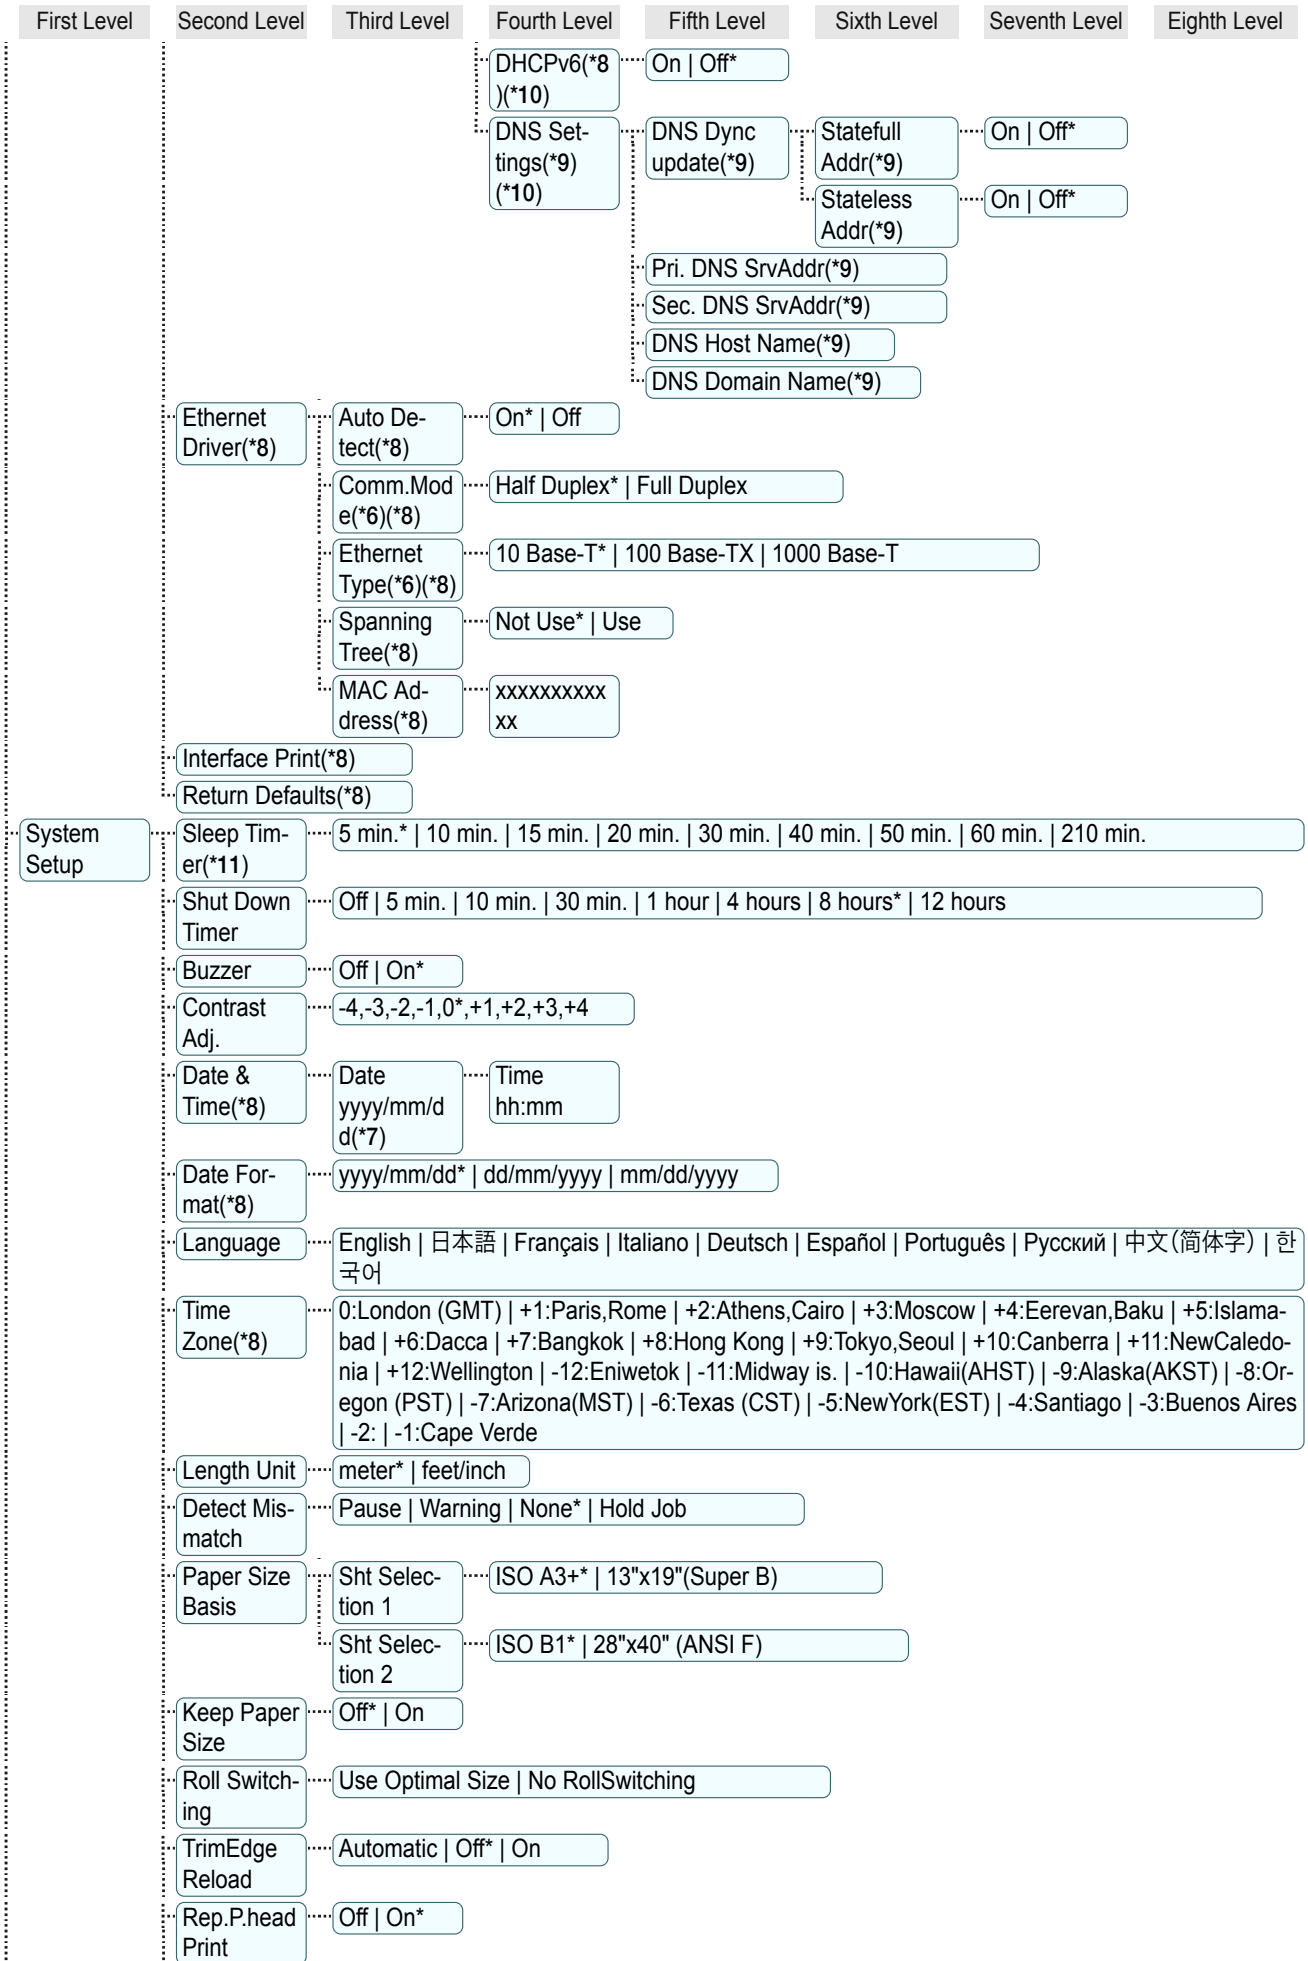 First Level Second Level Third Level Fourth Level Fifth Level Sixth Level Seventh Level Eighth Level
DHCPv6(*8
)(*10)
On | Off*
DNS Set-
tings(*9)
(*10)
DNS Dync
update(*9)
Statefull
Addr(*9)
On | Off*
Stateless
Addr(*9)
On | Off*
Pri. DNS SrvAddr(*9)
Sec. DNS SrvAddr(*9)
DNS Host Name(*9)
DNS Domain Name(*9)
Ethernet
Driver(*8)
Auto De-
tect(*8)
On* | Off
Comm.Mod
e(*6)(*8)
Half Duplex* | Full Duplex
Ethernet
Type(*6)(*8)
10 Base-T* | 100 Base-TX | 1000 Base-T
Spanning
Tree(*8)
Not Use* | Use
MAC Ad-
dress(*8)
xxxxxxxxxx
xx
Interface Print(*8)
Return Defaults(*8)
System
Setup
Sleep Tim-
er(*11)
5 min.* | 10 min. | 15 min. | 20 min. | 30 min. | 40 min. | 50 min. | 60 min. | 210 min.
Shut Down
Timer
Off | 5 min. | 10 min. | 30 min. | 1 hour | 4 hours | 8 hours* | 12 hours
Buzzer
Off | On*
Contrast
Adj.
-4,-3,-2,-1,0*,+1,+2,+3,+4
Date &
Time(*8)
Date
yyyy/mm/d
d(*7)
Time
hh:mm
Date For-
mat(*8)
yyyy/mm/dd* | dd/mm/yyyy | mm/dd/yyyy
Language
English | 日本語 | Français | Italiano | Deutsch | Español | Português | Русский | 中文(简体字) | 한
국어
Time
Zone(*8)
0:London (GMT) | +1:Paris,Rome | +2:Athens,Cairo | +3:Moscow | +4:Eerevan,Baku | +5:Islama-
bad | +6:Dacca | +7:Bangkok | +8:Hong Kong | +9:Tokyo,Seoul | +10:Canberra | +11:NewCaledo-
nia | +12:Wellington | -12:Eniwetok | -11:Midway is. | -10:Hawaii(AHST) | -9:Alaska(AKST) | -8:Or-
egon (PST) | -7:Arizona(MST) | -6:Texas (CST) | -5:NewYork(EST) | -4:Santiago | -3:Buenos Aires
| -2: | -1:Cape Verde
Length Unit
meter* | feet/inch
Detect Mis-
match
Pause | Warning | None* | Hold Job
Paper Size
Basis
Sht Selec-
tion 1
ISO A3+* | 13"x19"(Super B)
Sht Selec-
tion 2
ISO B1* | 28"x40" (ANSI F)
Keep Paper
Size
Off* | On
Roll Switch-
ing
Use Optimal Size | No RollSwitching
TrimEdge
Reload
Automatic | Off* | On
Rep.P.head
Print
Off | On*